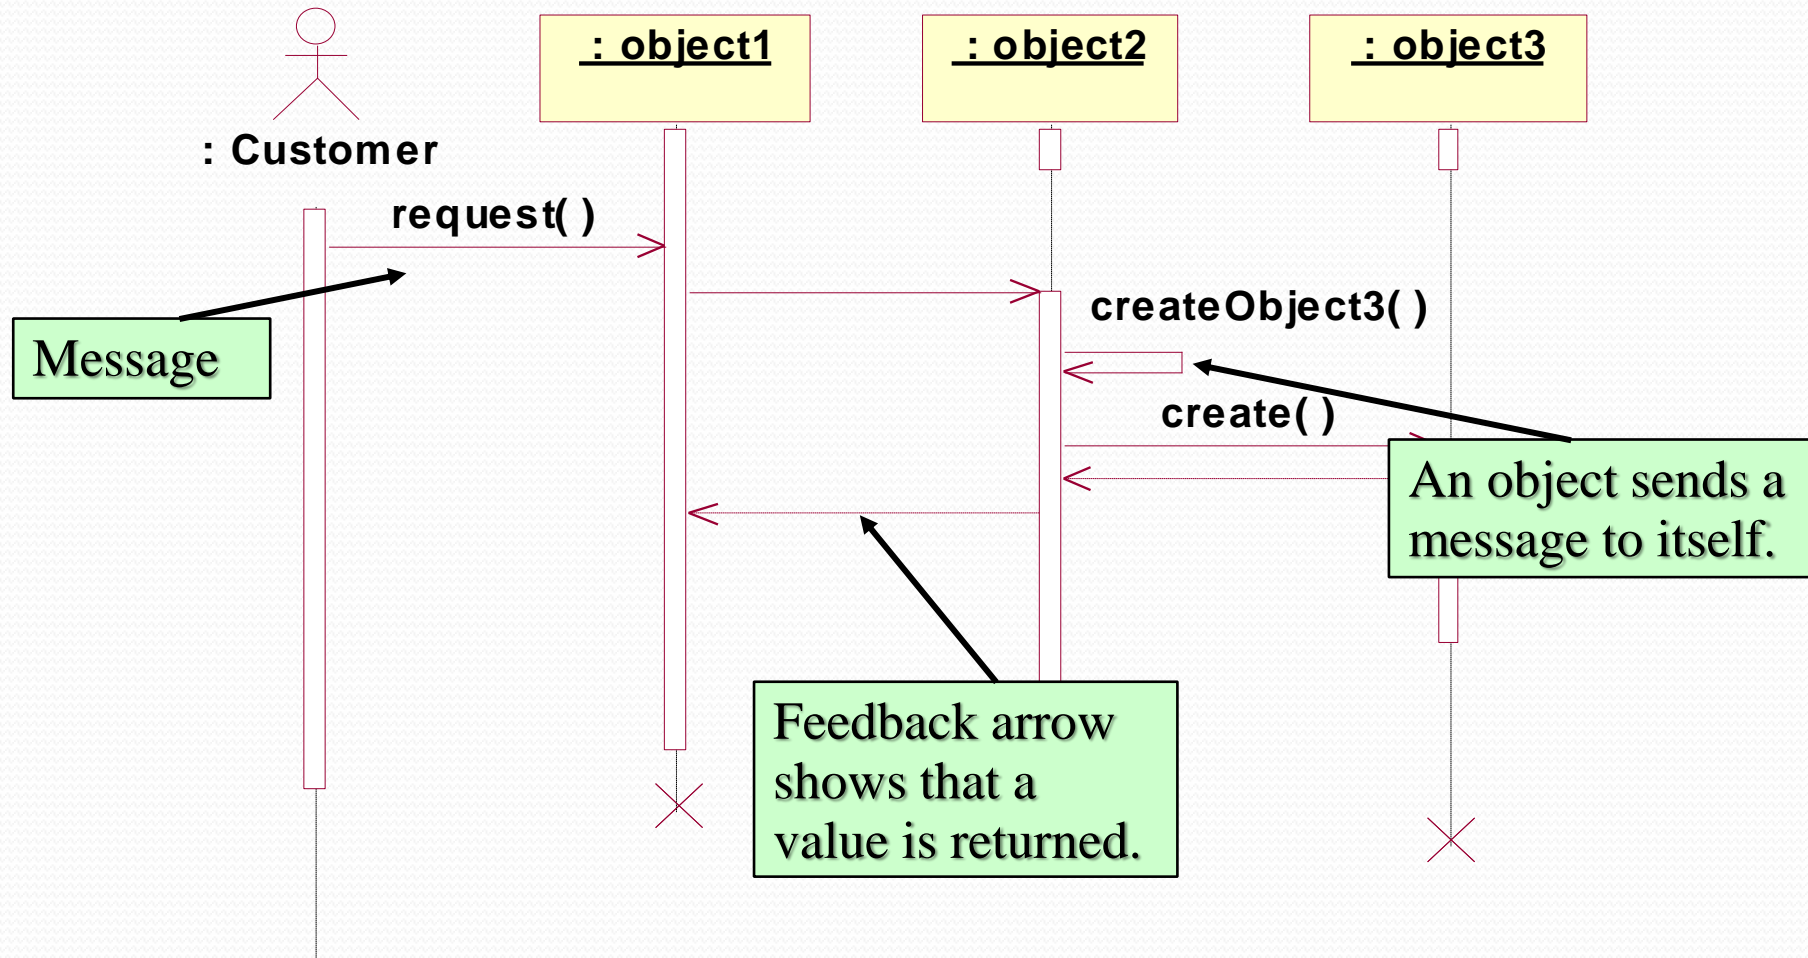 : object1
: object2
: object3
: Customer
request( )
createObject3( )
Message
create( )
An object sends a
message to itself.
Feedback arrow
shows that a
value is returned.